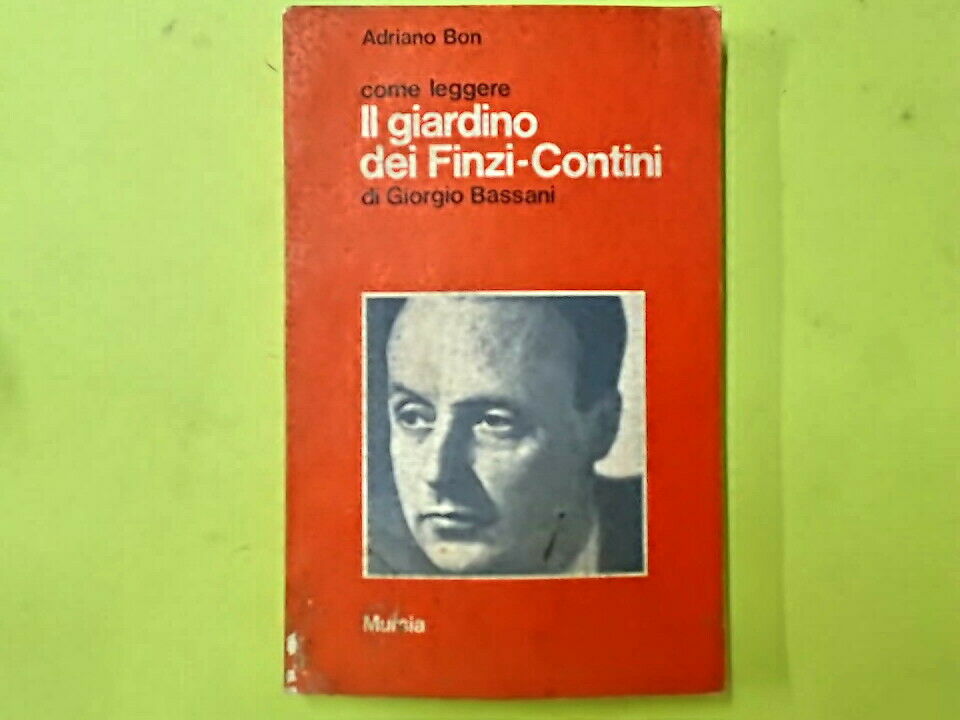 Adriano Bon
come leggere
Il giardino
dei Finzi-Contini
di Giorgio Bassani
Mursia